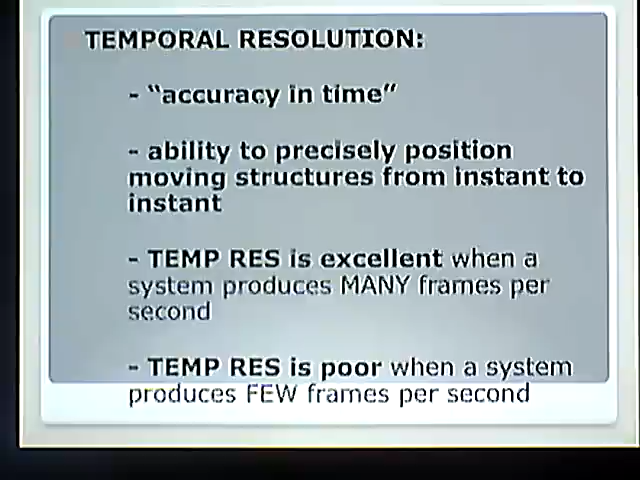 TEMPORAL RESOLUTION:
- “accuracy in time”
- ability to precisely position
moving structures from instant to
instant
- TEMP RES is excellent when a
system produces MANY frames per
second
- TEMP RES is poor when a system
produces FEW frames per second